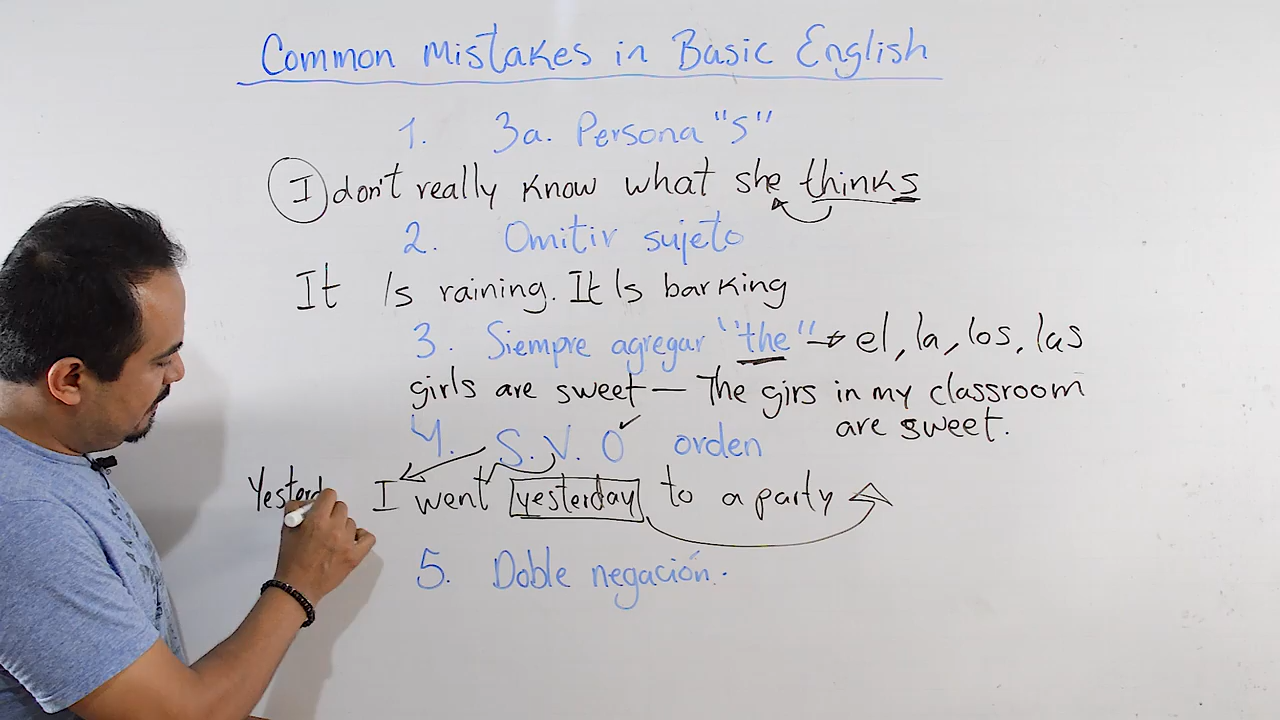 Common Mistakes in Basic English
1. 3a. Persona "s"
I don't really know what she thinks
2. Omitir sujeto
It Is raining. It Is barking
3. Siempre agregar "the" → el, la, los, las
girls are sweet — The girs in my classroom
are sweet.
4. S. V. O ✓ orden
Yesterd I went yesterday to a party
5. Doble negación.